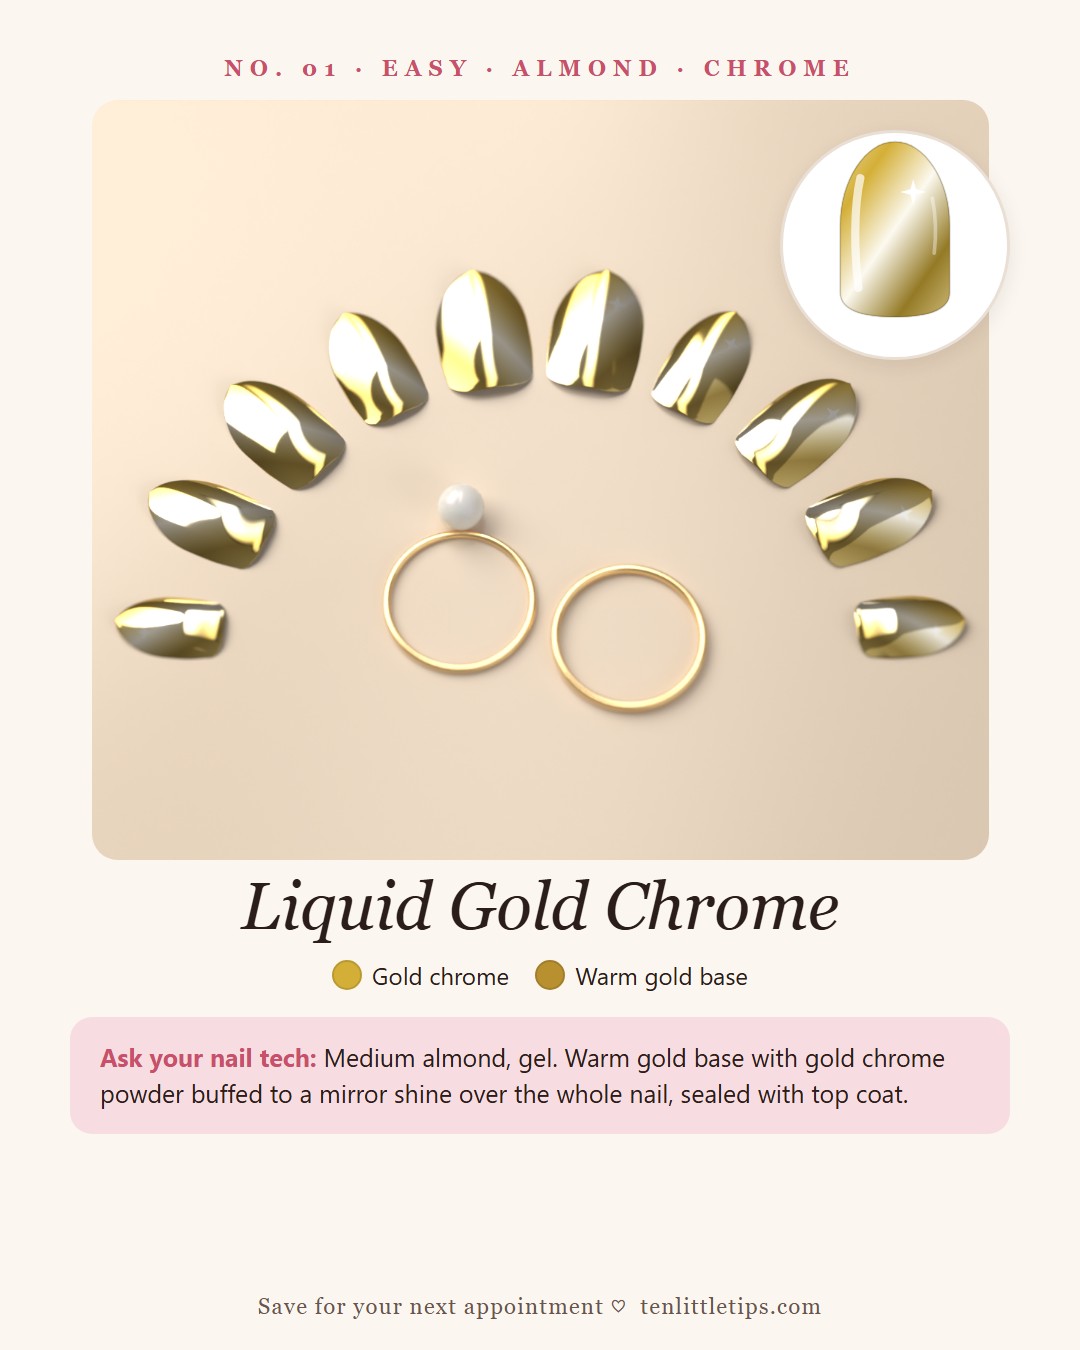 NO. 01 · EASY · ALMOND · CHROME
Liquid Gold Chrome
Gold chrome Warm gold base
Ask your nail tech: Medium almond, gel. Warm gold base with gold chrome
powder buffed to a mirror shine over the whole nail, sealed with top coat.
Save for your next appointment ♡ tenlittletips.com